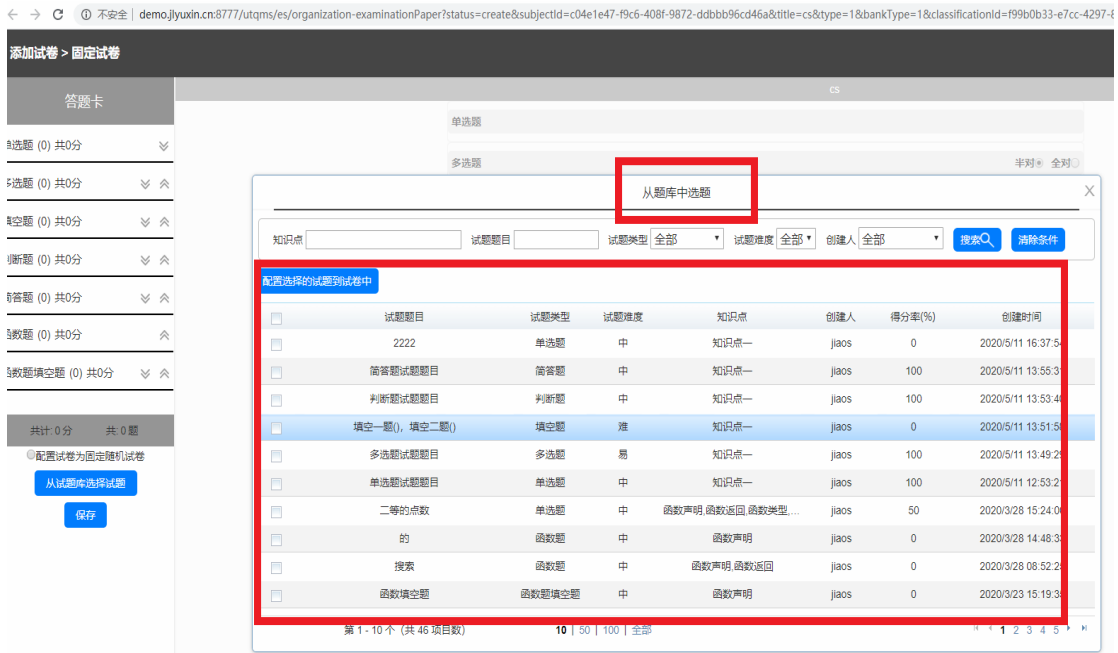 不安全 | demo.jlyuxin.cn:8777/utqms/es/organization-examinationPaper?status=create&subjectId=c04e1e47-f9c6-408f-9872-ddbbb96cd46a&title=cs&type=1&bankType=1&classificationId=f99b0b33-e7cc-4297-8
添加试卷 > 固定试卷
答题卡
cs
单选题
单选题 (0) 共0分
多选题 半对 全对
多选题 (0) 共0分
填空题 (0) 共0分
判断题 (0) 共0分
简答题 (0) 共0分
函数题 (0) 共0分
函数题填空题 (0) 共0分
共计: 0 分 共: 0 题
配置试卷为固定随机试卷
从试题库选择试题
保存
从题库中选题 X
知识点 试题题目 试题类型 全部 试题难度 全部 创建人 全部 搜索 清除条件
配置选择的试题到试卷中
试题题目 试题类型 试题难度 知识点 创建人 得分率(%) 创建时间
2222 单选题 中 知识点一 jiaos 0 2020/5/11 16:37:54
简答题试题题目 简答题 中 知识点一 jiaos 100 2020/5/11 13:55:31
判断题试题题目 判断题 中 知识点一 jiaos 100 2020/5/11 13:53:40
填空一题(), 填空二题() 填空题 难 知识点一 jiaos 0 2020/5/11 13:51:58
多选题试题题目 多选题 易 知识点一 jiaos 100 2020/5/11 13:49:29
单选题试题题目 单选题 中 知识点一 jiaos 100 2020/5/11 12:53:21
二等的点数 单选题 中 函数声明,函数返回,函数类型,... jiaos 50 2020/3/28 15:24:00
的 函数题 中 函数声明 jiaos 0 2020/3/28 14:48:33
搜索 函数题 中 函数声明,函数返回 jiaos 0 2020/3/28 08:52:25
函数填空题 函数题填空题 中 函数声明 jiaos 0 2020/3/23 15:19:35
第 1 - 10 个 (共 46 项目数) 10 | 50 | 100 | 全部 1 2 3 4 5